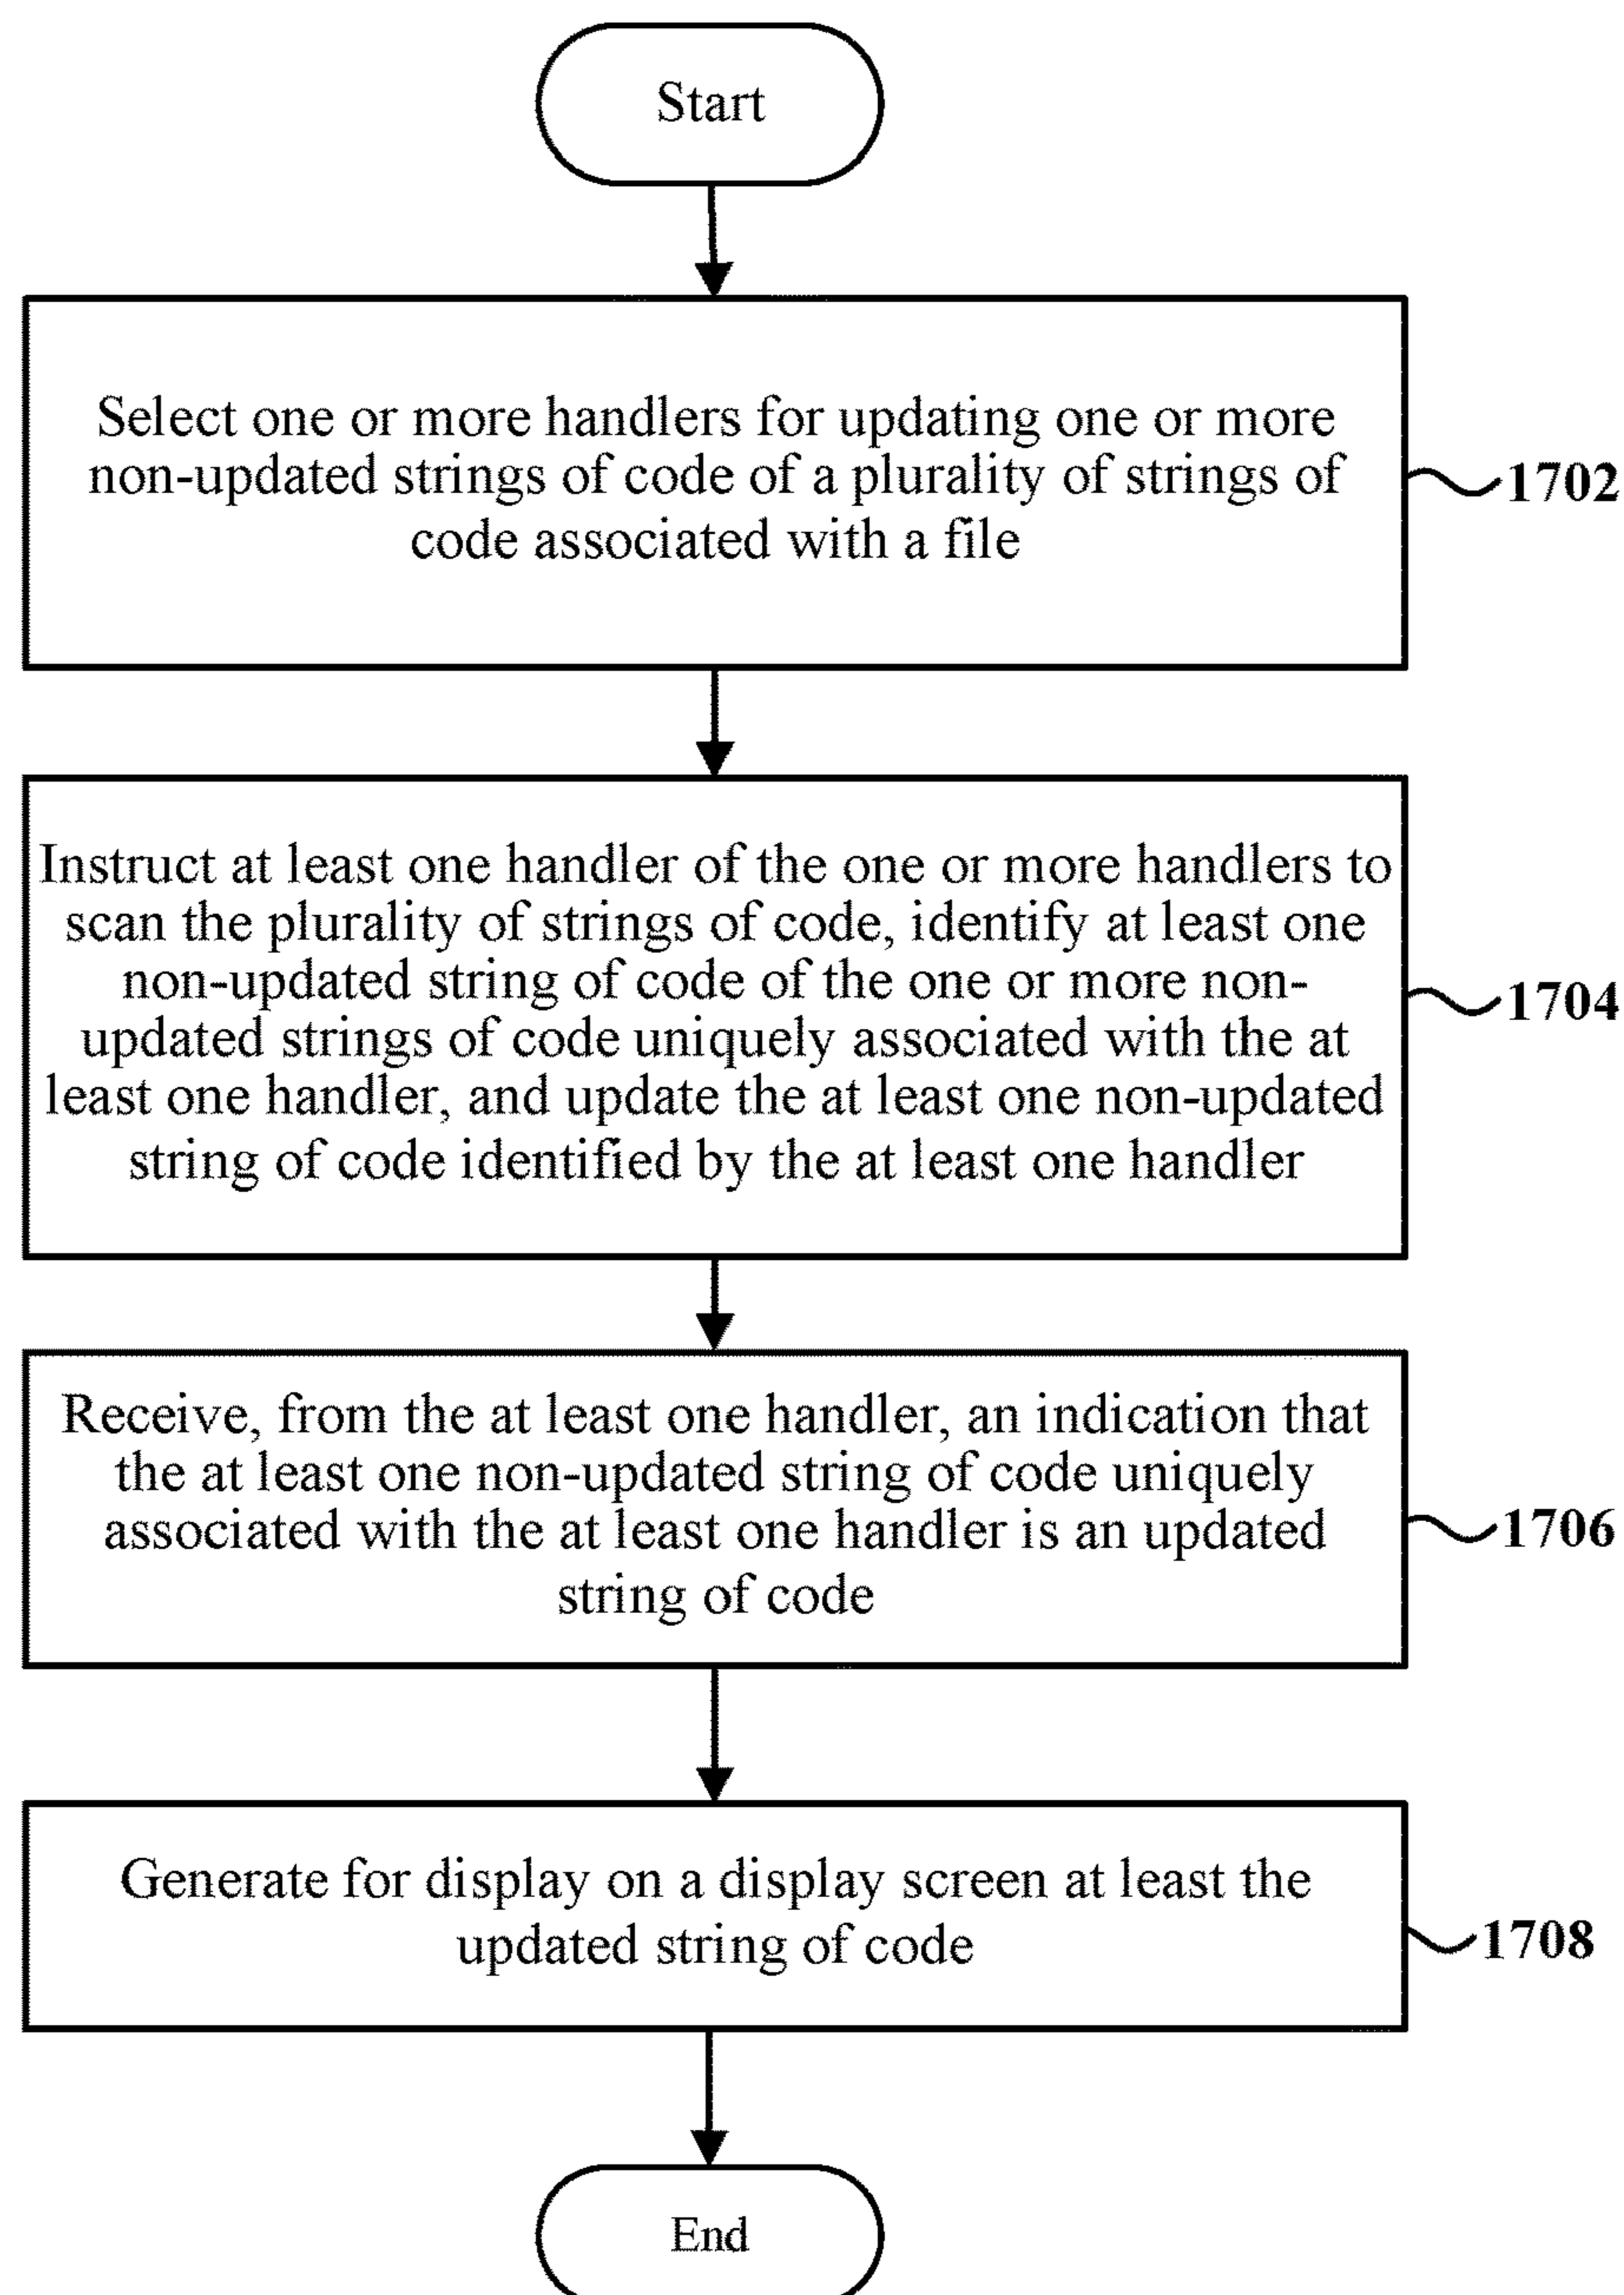 Start
Select one or more handlers for updating one or more
non-updated strings of code of a plurality of strings of
code associated with a file
1702
Instruct at least one handler of the one or more handlers to
scan the plurality of strings of code, identify at least one
non-updated string of code of the one or more non-
updated strings of code uniquely associated with the at
least one handler, and update the at least one non-updated
string of code identified by the at least one handler
1704
Receive, from the at least one handler, an indication that
the at least one non-updated string of code uniquely
associated with the at least one handler is an updated
string of code
1706
Generate for display on a display screen at least the
updated string of code
1708
End